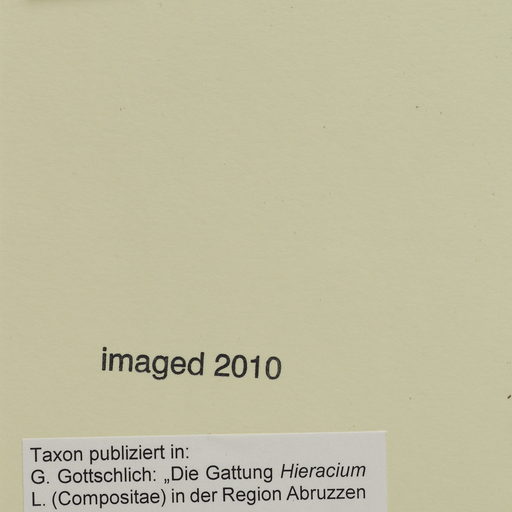 imaged 2010
Taxon publiziert in:
G. Gottschlich: „Die Gattung Hieracium
L. (Compositae) in der Region Abruzzen